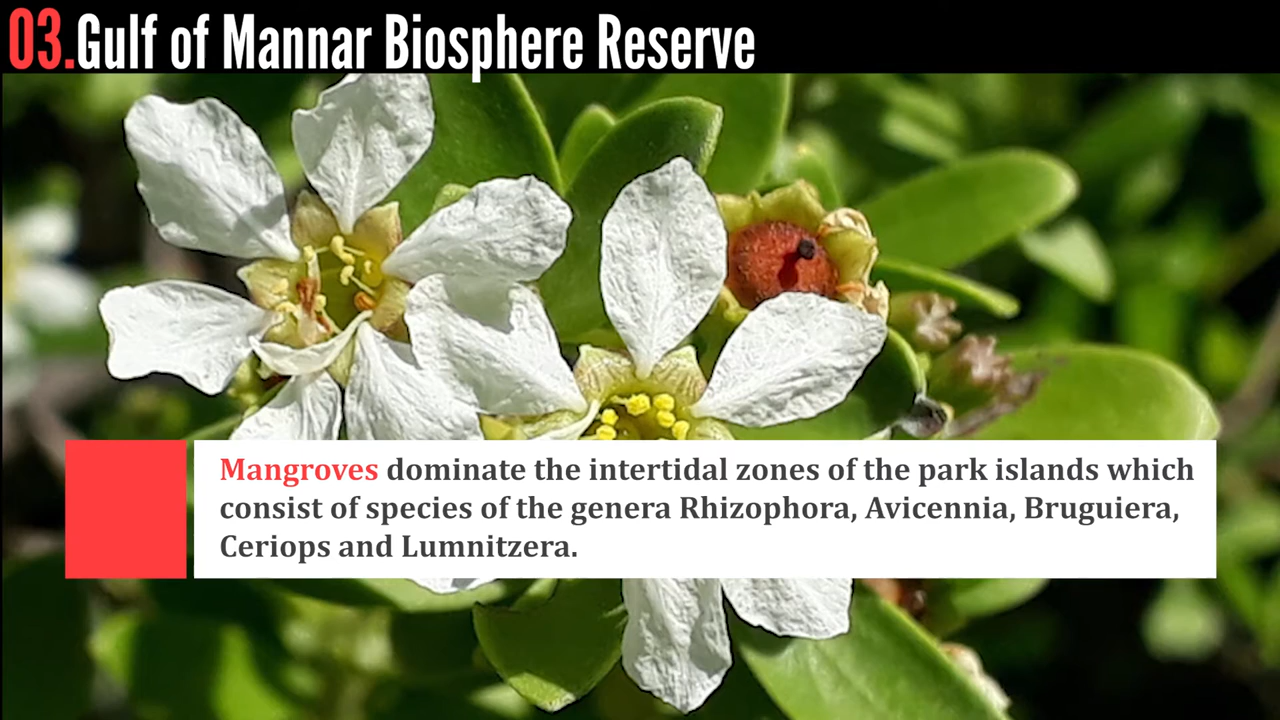 03.Gulf of Mannar Biosphere Reserve
Mangroves dominate the intertidal zones of the park islands which
consist of species of the genera Rhizophora, Avicennia, Bruguiera,
Ceriops and Lumnitzera.